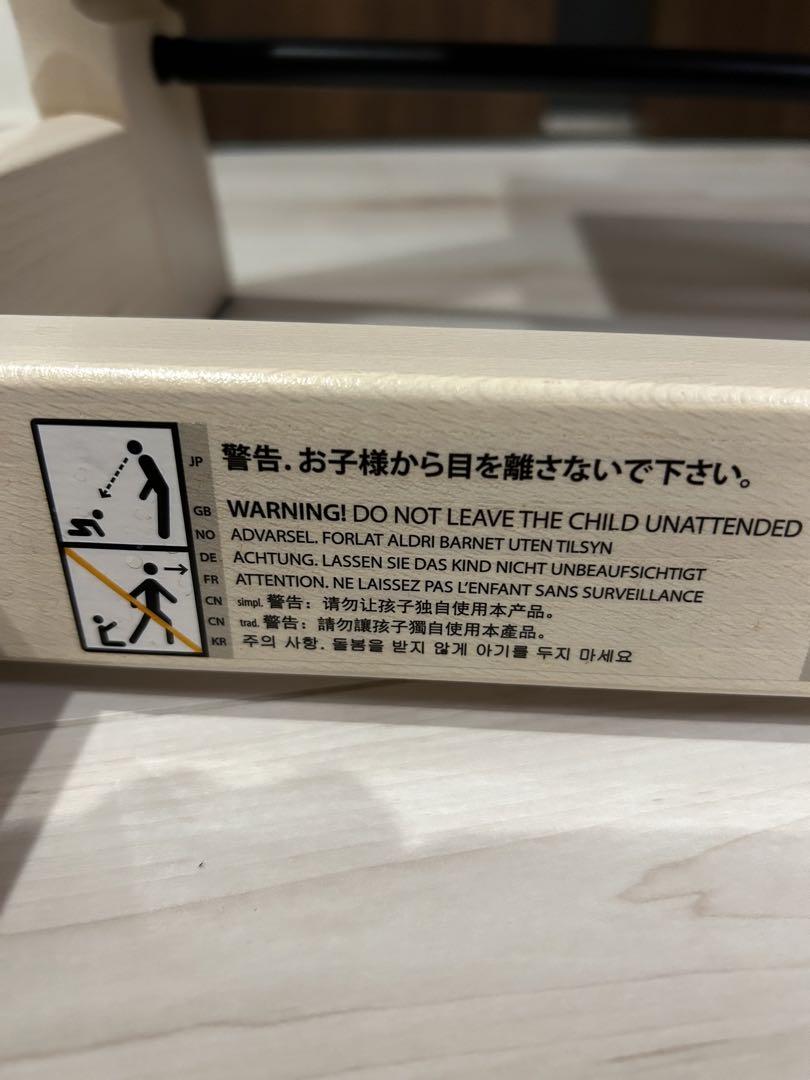 JP 警告. お子様から目を離さないで下さい。
GB WARNING! DO NOT LEAVE THE CHILD UNATTENDED
NO ADVARSEL. FORLAT ALDRI BARNET UTEN TILSYN
DE ACHTUNG. LASSEN SIE DAS KIND NICHT UNBEAUFSICHTIGT
FR ATTENTION. NE LAISSEZ PAS L'ENFANT SANS SURVEILLANCE
CN simpl. 警告：请勿让孩子独自使用本产品。
CN trad. 警告：請勿讓孩子獨自使用本產品。
KR 주의 사항. 돌봄을 받지 않게 아기를 두지 마세요